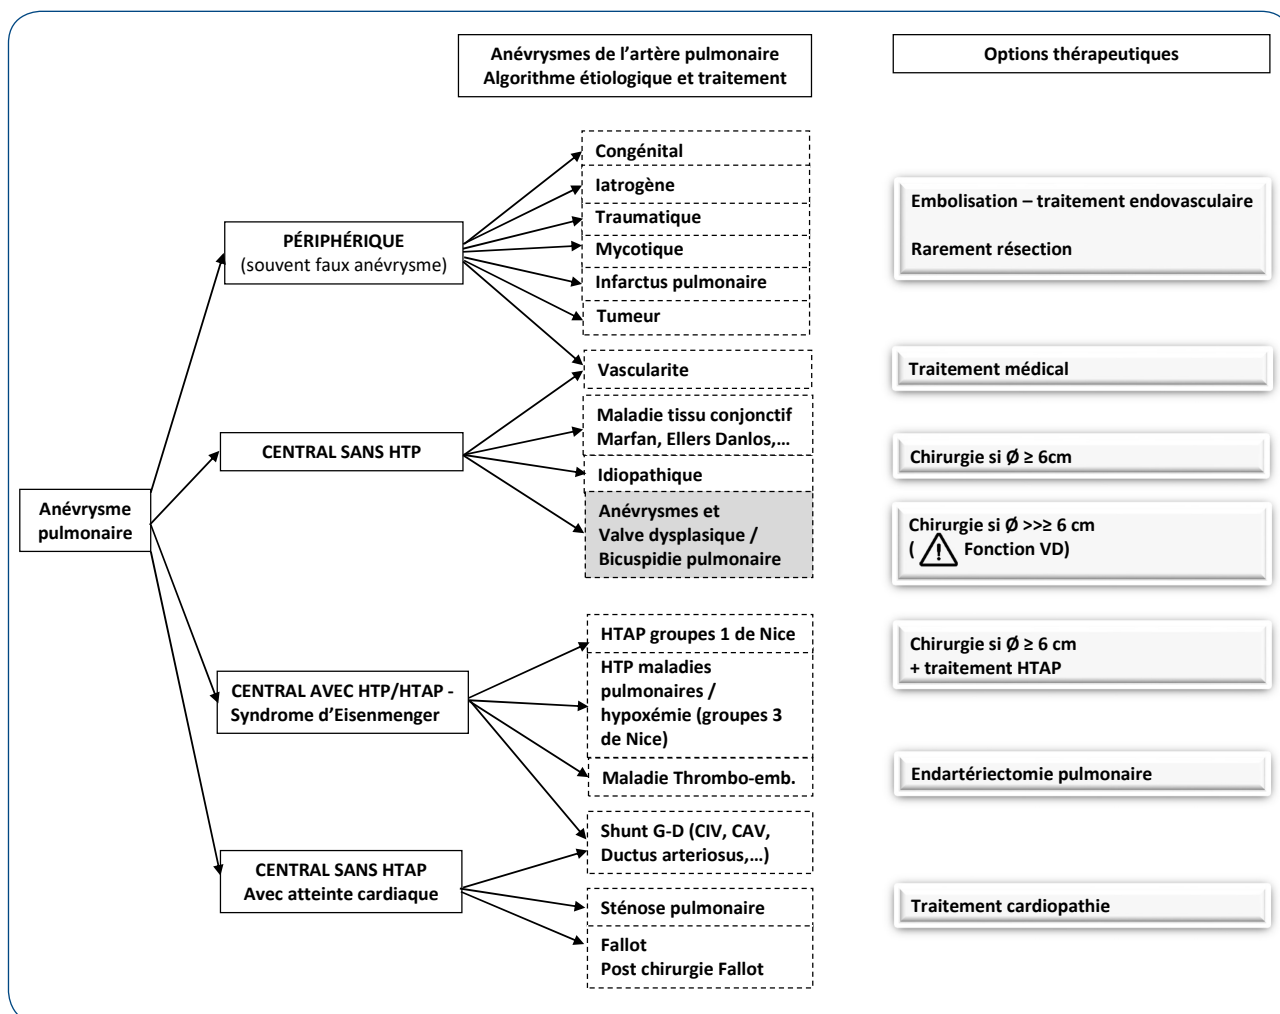 Anévrysmes de l’artère pulmonaire
Algorithme étiologique et traitement
Options thérapeutiques
Anévrysme
pulmonaire
PÉRIPHÉRIQUE
(souvent faux anévrysme)
Congénital
Iatrogène
Traumatique
Mycotique
Infarctus pulmonaire
Tumeur
Embolisation – traitement endovasculaire
Rarement résection
Vascularite
Traitement médical
CENTRAL SANS HTP
Maladie tissu conjonctif
Marfan, Ellers Danlos,...
Idiopathique
Chirurgie si Ø ≥ 6cm
Anévrysmes et
Valve dysplasique /
Bicuspidie pulmonaire
Chirurgie si Ø >>≥ 6 cm
( ! Fonction VD)
CENTRAL AVEC HTP/HTAP -
Syndrome d’Eisenmenger
HTAP groupes 1 de Nice
HTP maladies
pulmonaires /
hypoxémie (groupes 3
de Nice)
Chirurgie si Ø ≥ 6 cm
+ traitement HTAP
Maladie Thrombo-emb.
Endartériectomie pulmonaire
CENTRAL SANS HTAP
Avec atteinte cardiaque
Shunt G-D (CIV, CAV,
Ductus arteriosus,...)
Sténose pulmonaire
Fallot
Post chirurgie Fallot
Traitement cardiopathie